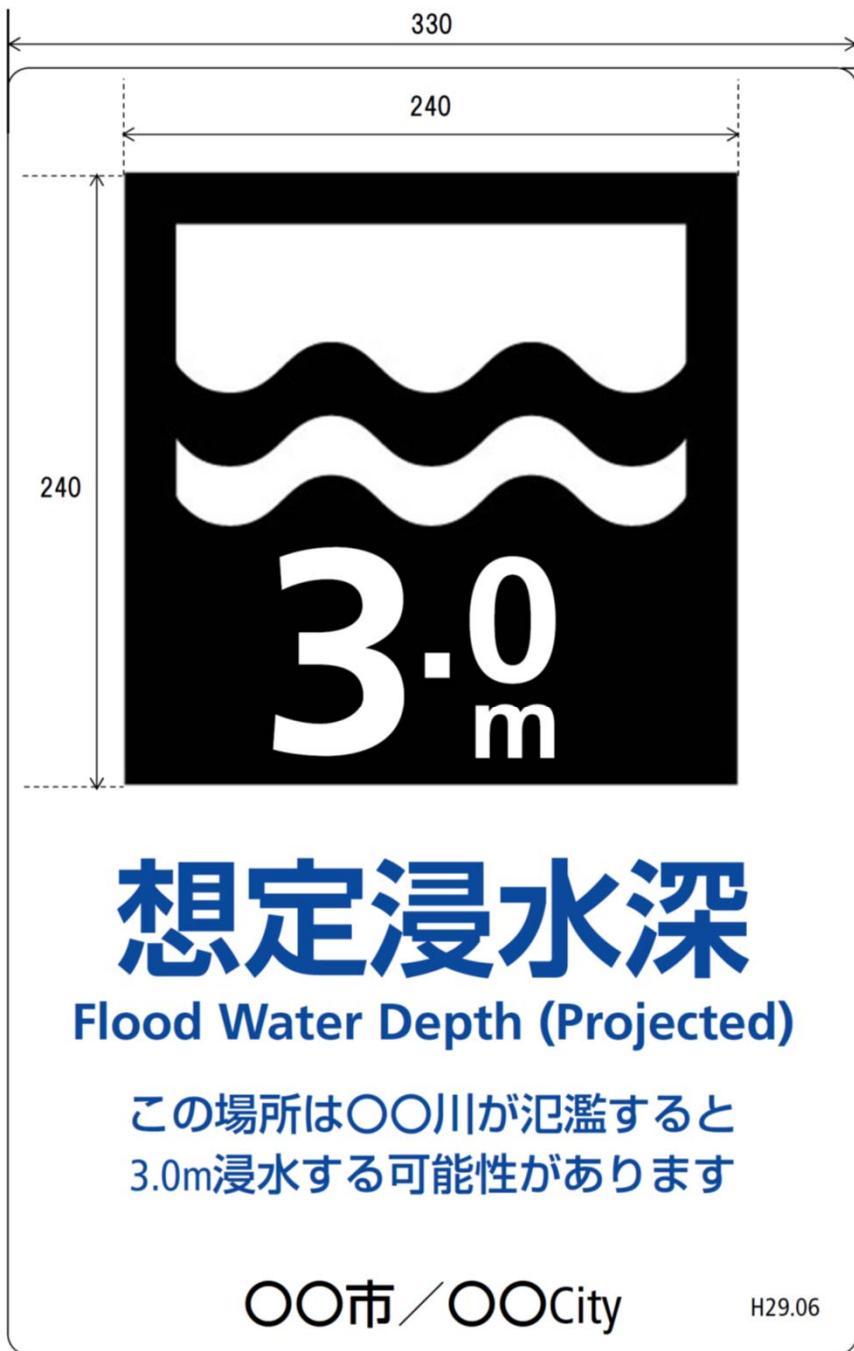 330
240
240
3.0
m
想定浸水深
Flood Water Depth (Projected)
この場所は〇〇川が氾濫すると
3.0m浸水する可能性があります
〇〇市／〇〇City
H29.06